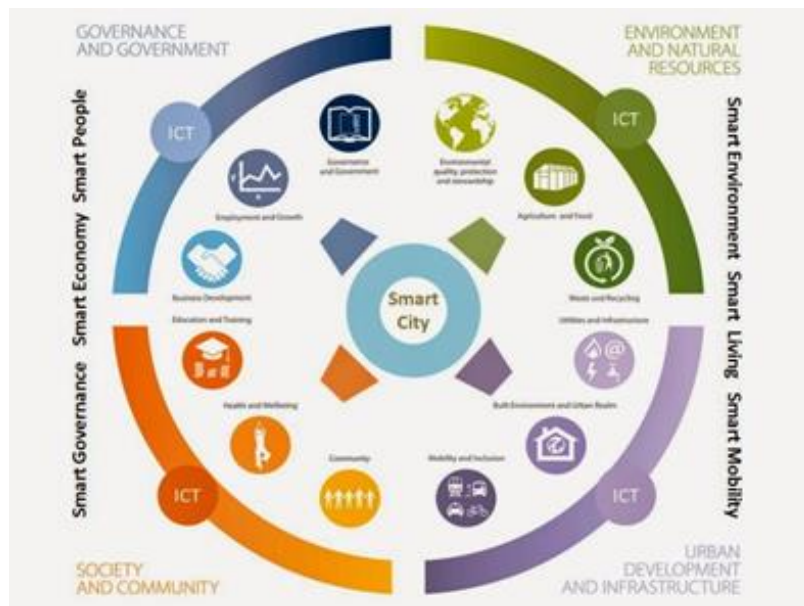 GOVERNANCE
AND GOVERNMENT
ENVIRONMENT
AND NATURAL
RESOURCES
Smart People
Smart Economy
Smart Governance
Smart Environment
Smart Living
Smart Mobility
ICT
ICT
Governance
and Government
Environmental
quality, protection
and stewardship
Employment and Growth
Agriculture and Food
Business Development
Waste and Recycling
Smart
City
Education and Training
Utilities and Infrastructure
Health and Wellbeing
Built Environment and Urban Realm
Community
Mobility and Inclusion
@
ICT
ICT
SOCIETY
AND COMMUNITY
URBAN
DEVELOPMENT
AND INFRASTRUCTURE